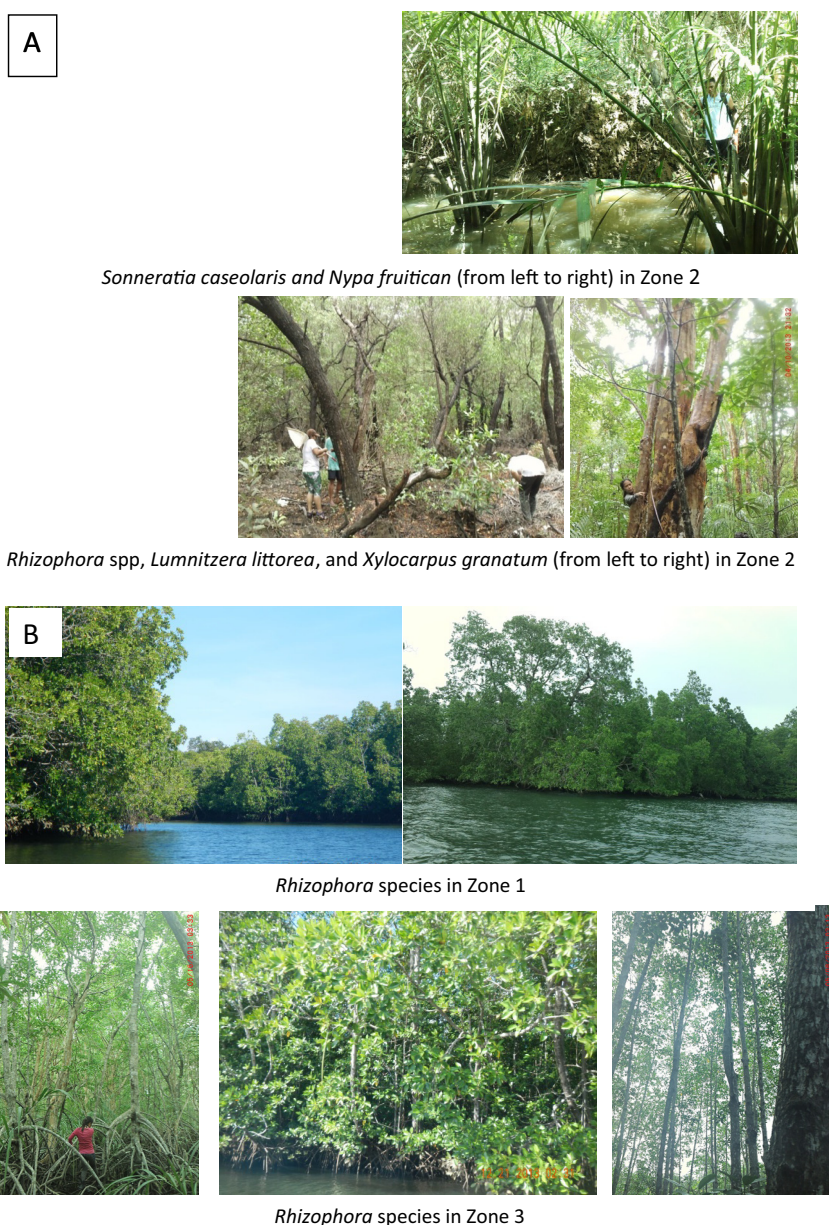 A
Sonneratia caseolaris and Nypa fruitican (from left to right) in Zone 2
Rhizophora spp, Lumnitzera littorea, and Xylocarpus granatum (from left to right) in Zone 2
B
Rhizophora species in Zone 1
Rhizophora species in Zone 3